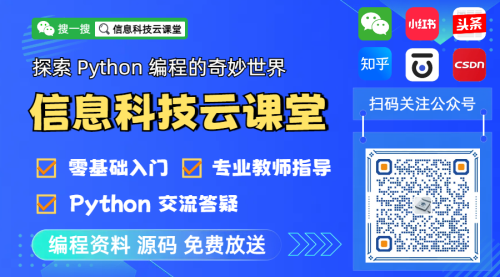 搜一搜 信息科技云课堂
探索 Python 编程的奇妙世界
信息科技云课堂
零基础入门 专业教师指导
Python 交流答疑
编程资料 源码 免费放送
小红书 头条
知乎 CSDN
扫码关注公众号